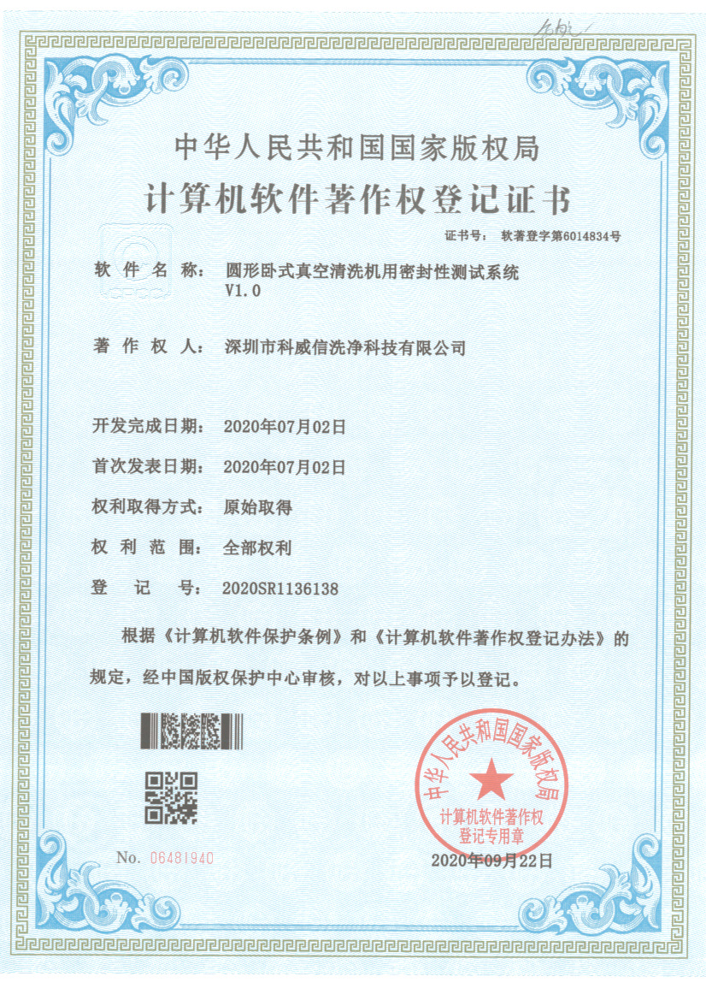 中华人民共和国国家版权局
计算机软件著作权登记证书
证书号： 软著登字第6014834号
软件名称： 圆形卧式真空清洗机用密封性测试系统
V1.0
著作权人： 深圳市科威信洗净科技有限公司
开发完成日期： 2020年07月02日
首次发表日期： 2020年07月02日
权利取得方式： 原始取得
权利范围： 全部权利
登记号： 2020SR1136138
根据《计算机软件保护条例》和《计算机软件著作权登记办法》的
规定，经中国版权保护中心审核，对以上事项予以登记。
中华人民共和国国家版权局
计算机软件著作权
登记专用章
No. 06481940
2020年09月22日